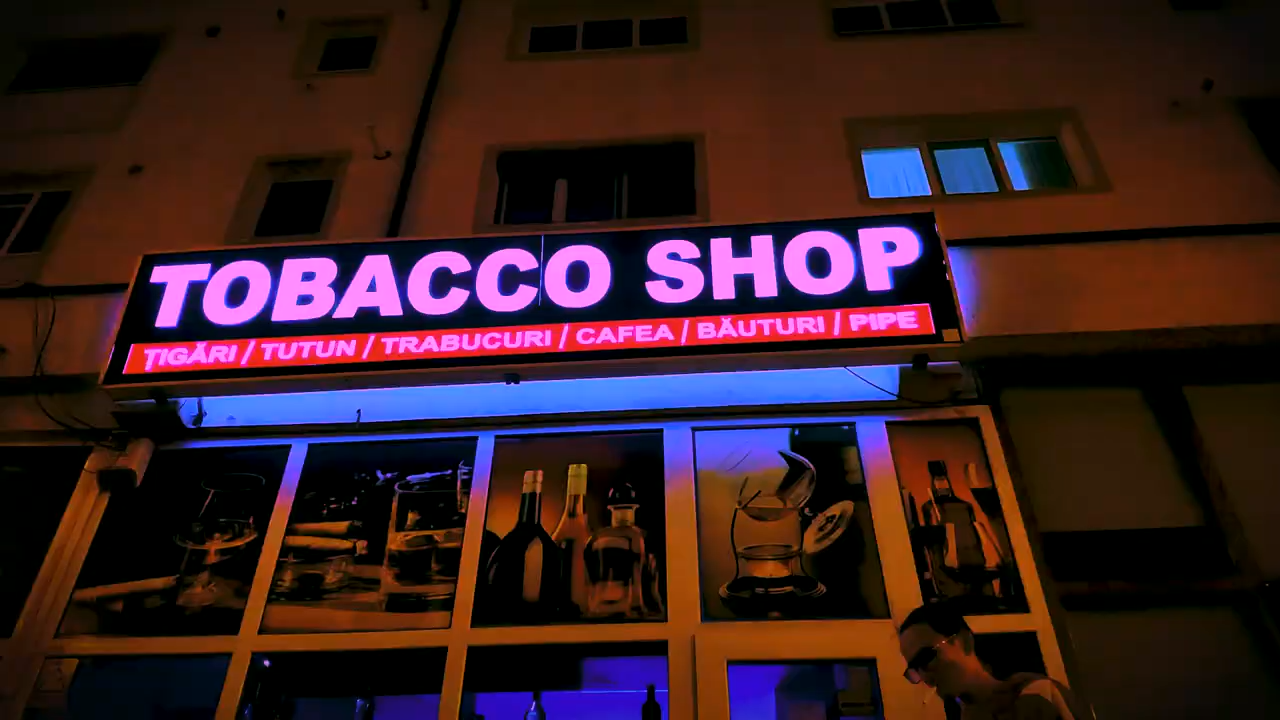 TOBACCO SHOP
ȚIGĂRI / TUTUN / TRABUCURI / CAFEA / BĂUTURI / PIPE